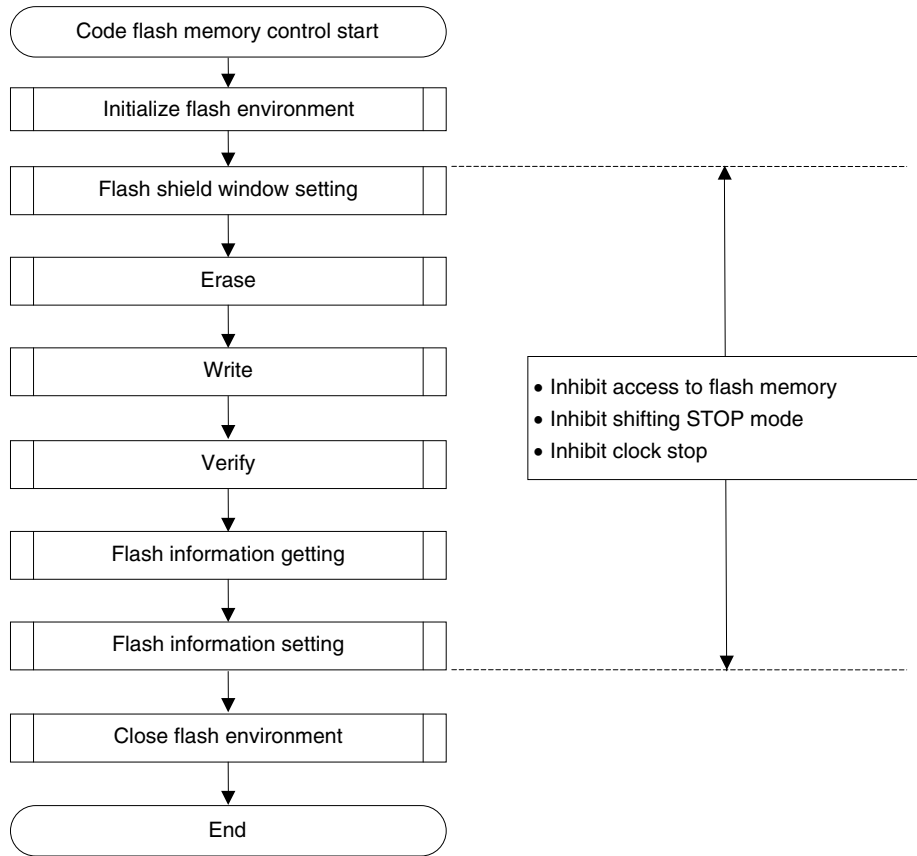 Code flash memory control start
Initialize flash environment
Flash shield window setting
Erase
Write
Verify
Flash information getting
Flash information setting
Close flash environment
End
• Inhibit access to flash memory
• Inhibit shifting STOP mode
• Inhibit clock stop